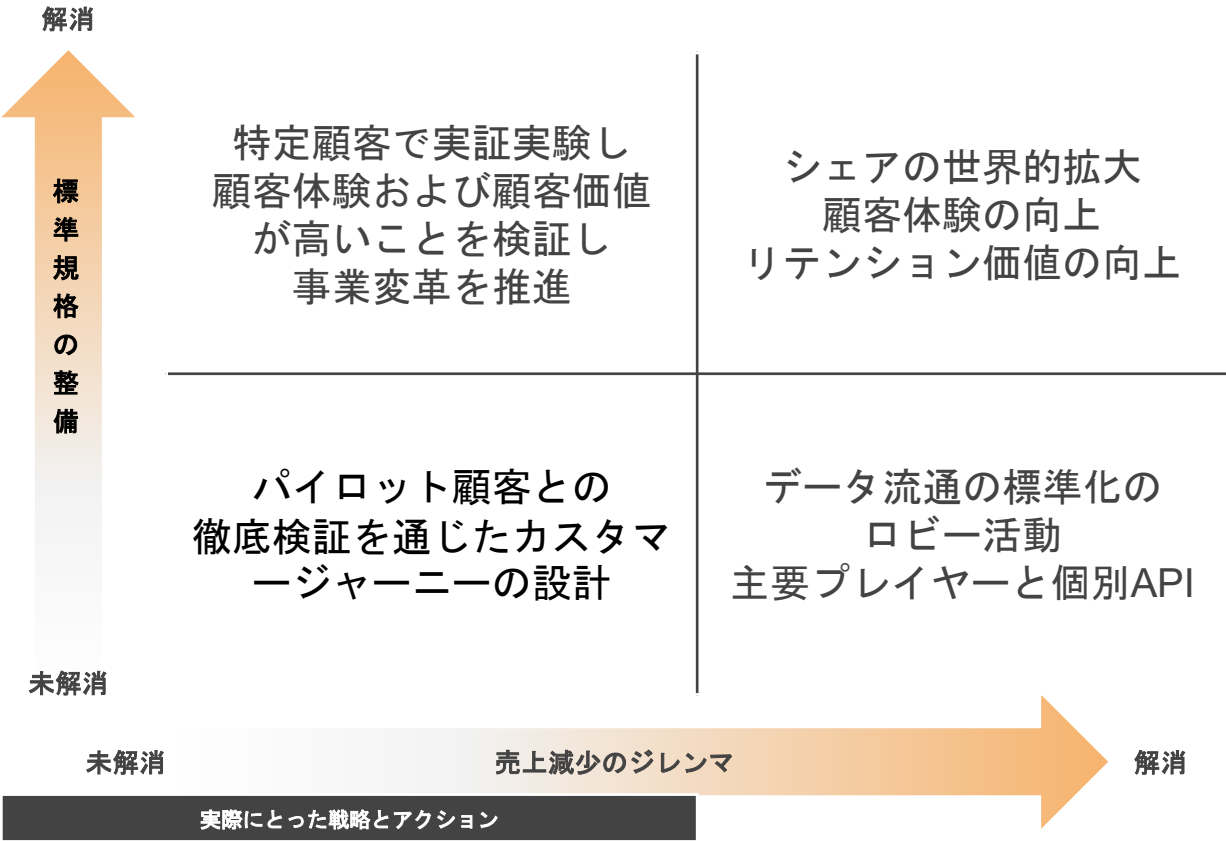 解消
標準規格の整備
特定顧客で実証実験し
顧客体験および顧客価値
が高いことを検証し
事業変革を推進
シェアの世界的拡大
顧客体験の向上
リテンション価値の向上
パイロット顧客との
徹底検証を通じたカスタマ
ージャーニーの設計
データ流通の標準化の
ロビー活動
主要プレイヤーと個別API
未解消
未解消
売上減少のジレンマ
解消
実際にとった戦略とアクション